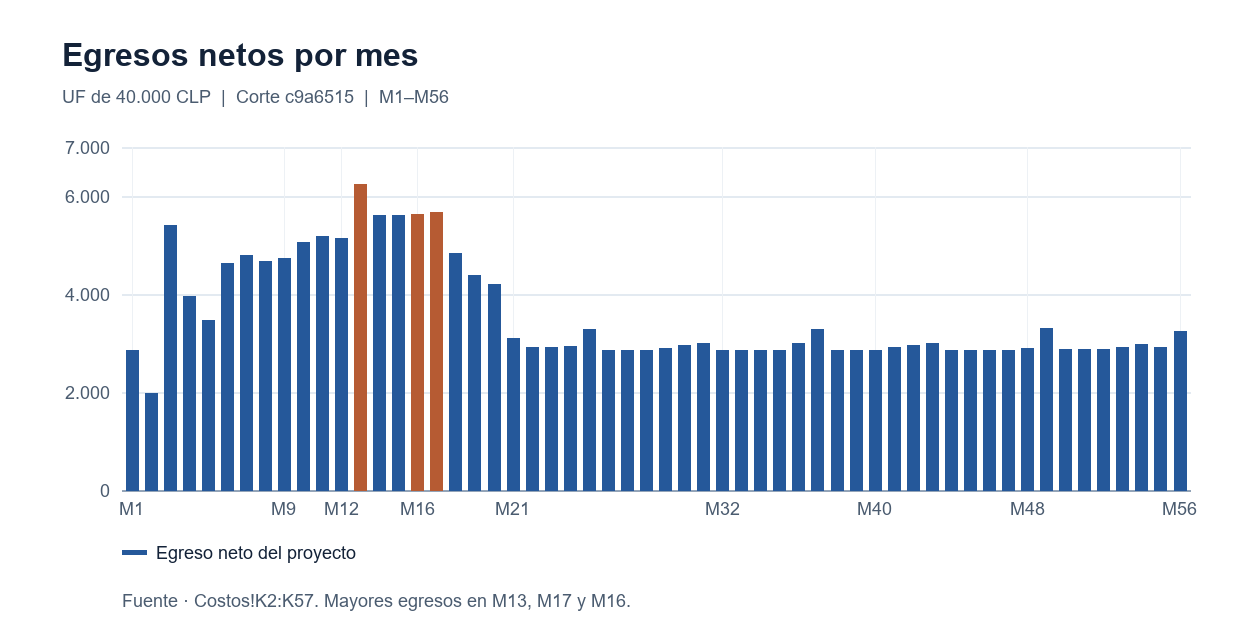 Egresos netos por mes
UF de 40.000 CLP | Corte c9a6515 | M1–M56
7.000
6.000
4.000
2.000
0
M1 M9 M12 M16 M21 M32 M40 M48 M56
Egreso neto del proyecto
Fuente · Costos!K2:K57. Mayores egresos en M13, M17 y M16.